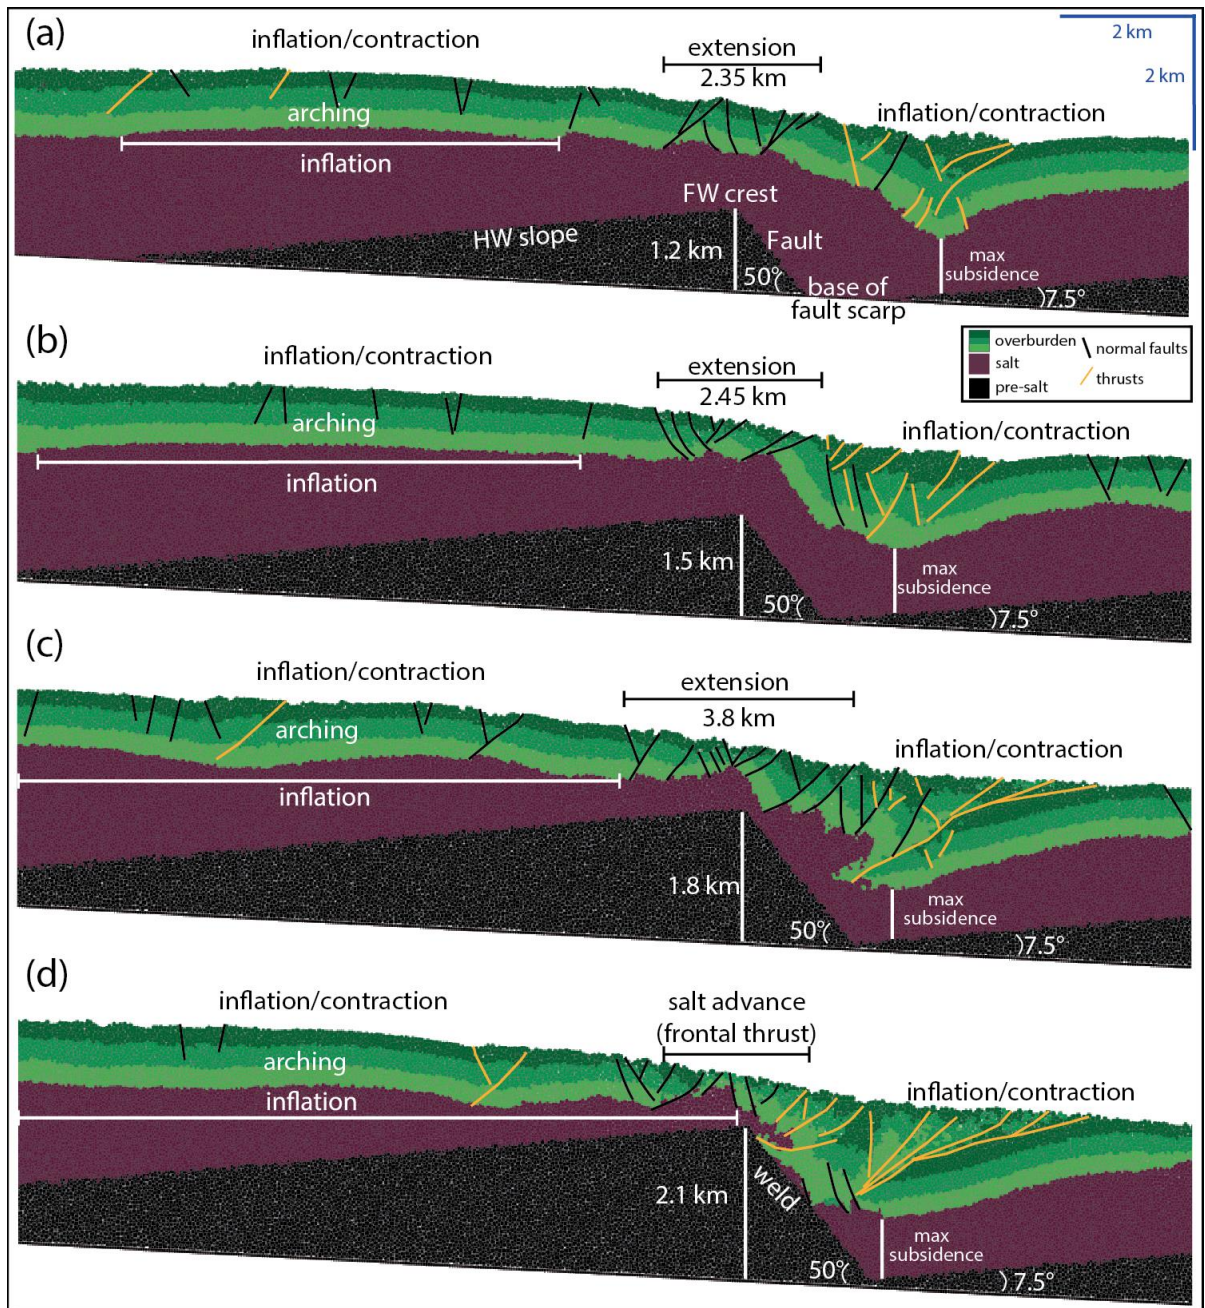 (a)
inflation/contraction
extension
2.35 km
2 km
2 km
inflation/contraction
arching
inflation
FW crest
HW slope
1.2 km
Fault
50°
base of
fault scarp
max
subsidence
7.5°
overburden
salt
pre-salt
normal faults
thrusts
(b)
inflation/contraction
extension
2.45 km
inflation/contraction
arching
inflation
1.5 km
50°
max
subsidence
7.5°
(c)
inflation/contraction
extension
3.8 km
inflation/contraction
arching
inflation
1.8 km
50°
max
subsidence
7.5°
(d)
inflation/contraction
salt advance
(frontal thrust)
inflation/contraction
arching
inflation
2.1 km
weld
50°
max
subsidence
7.5°